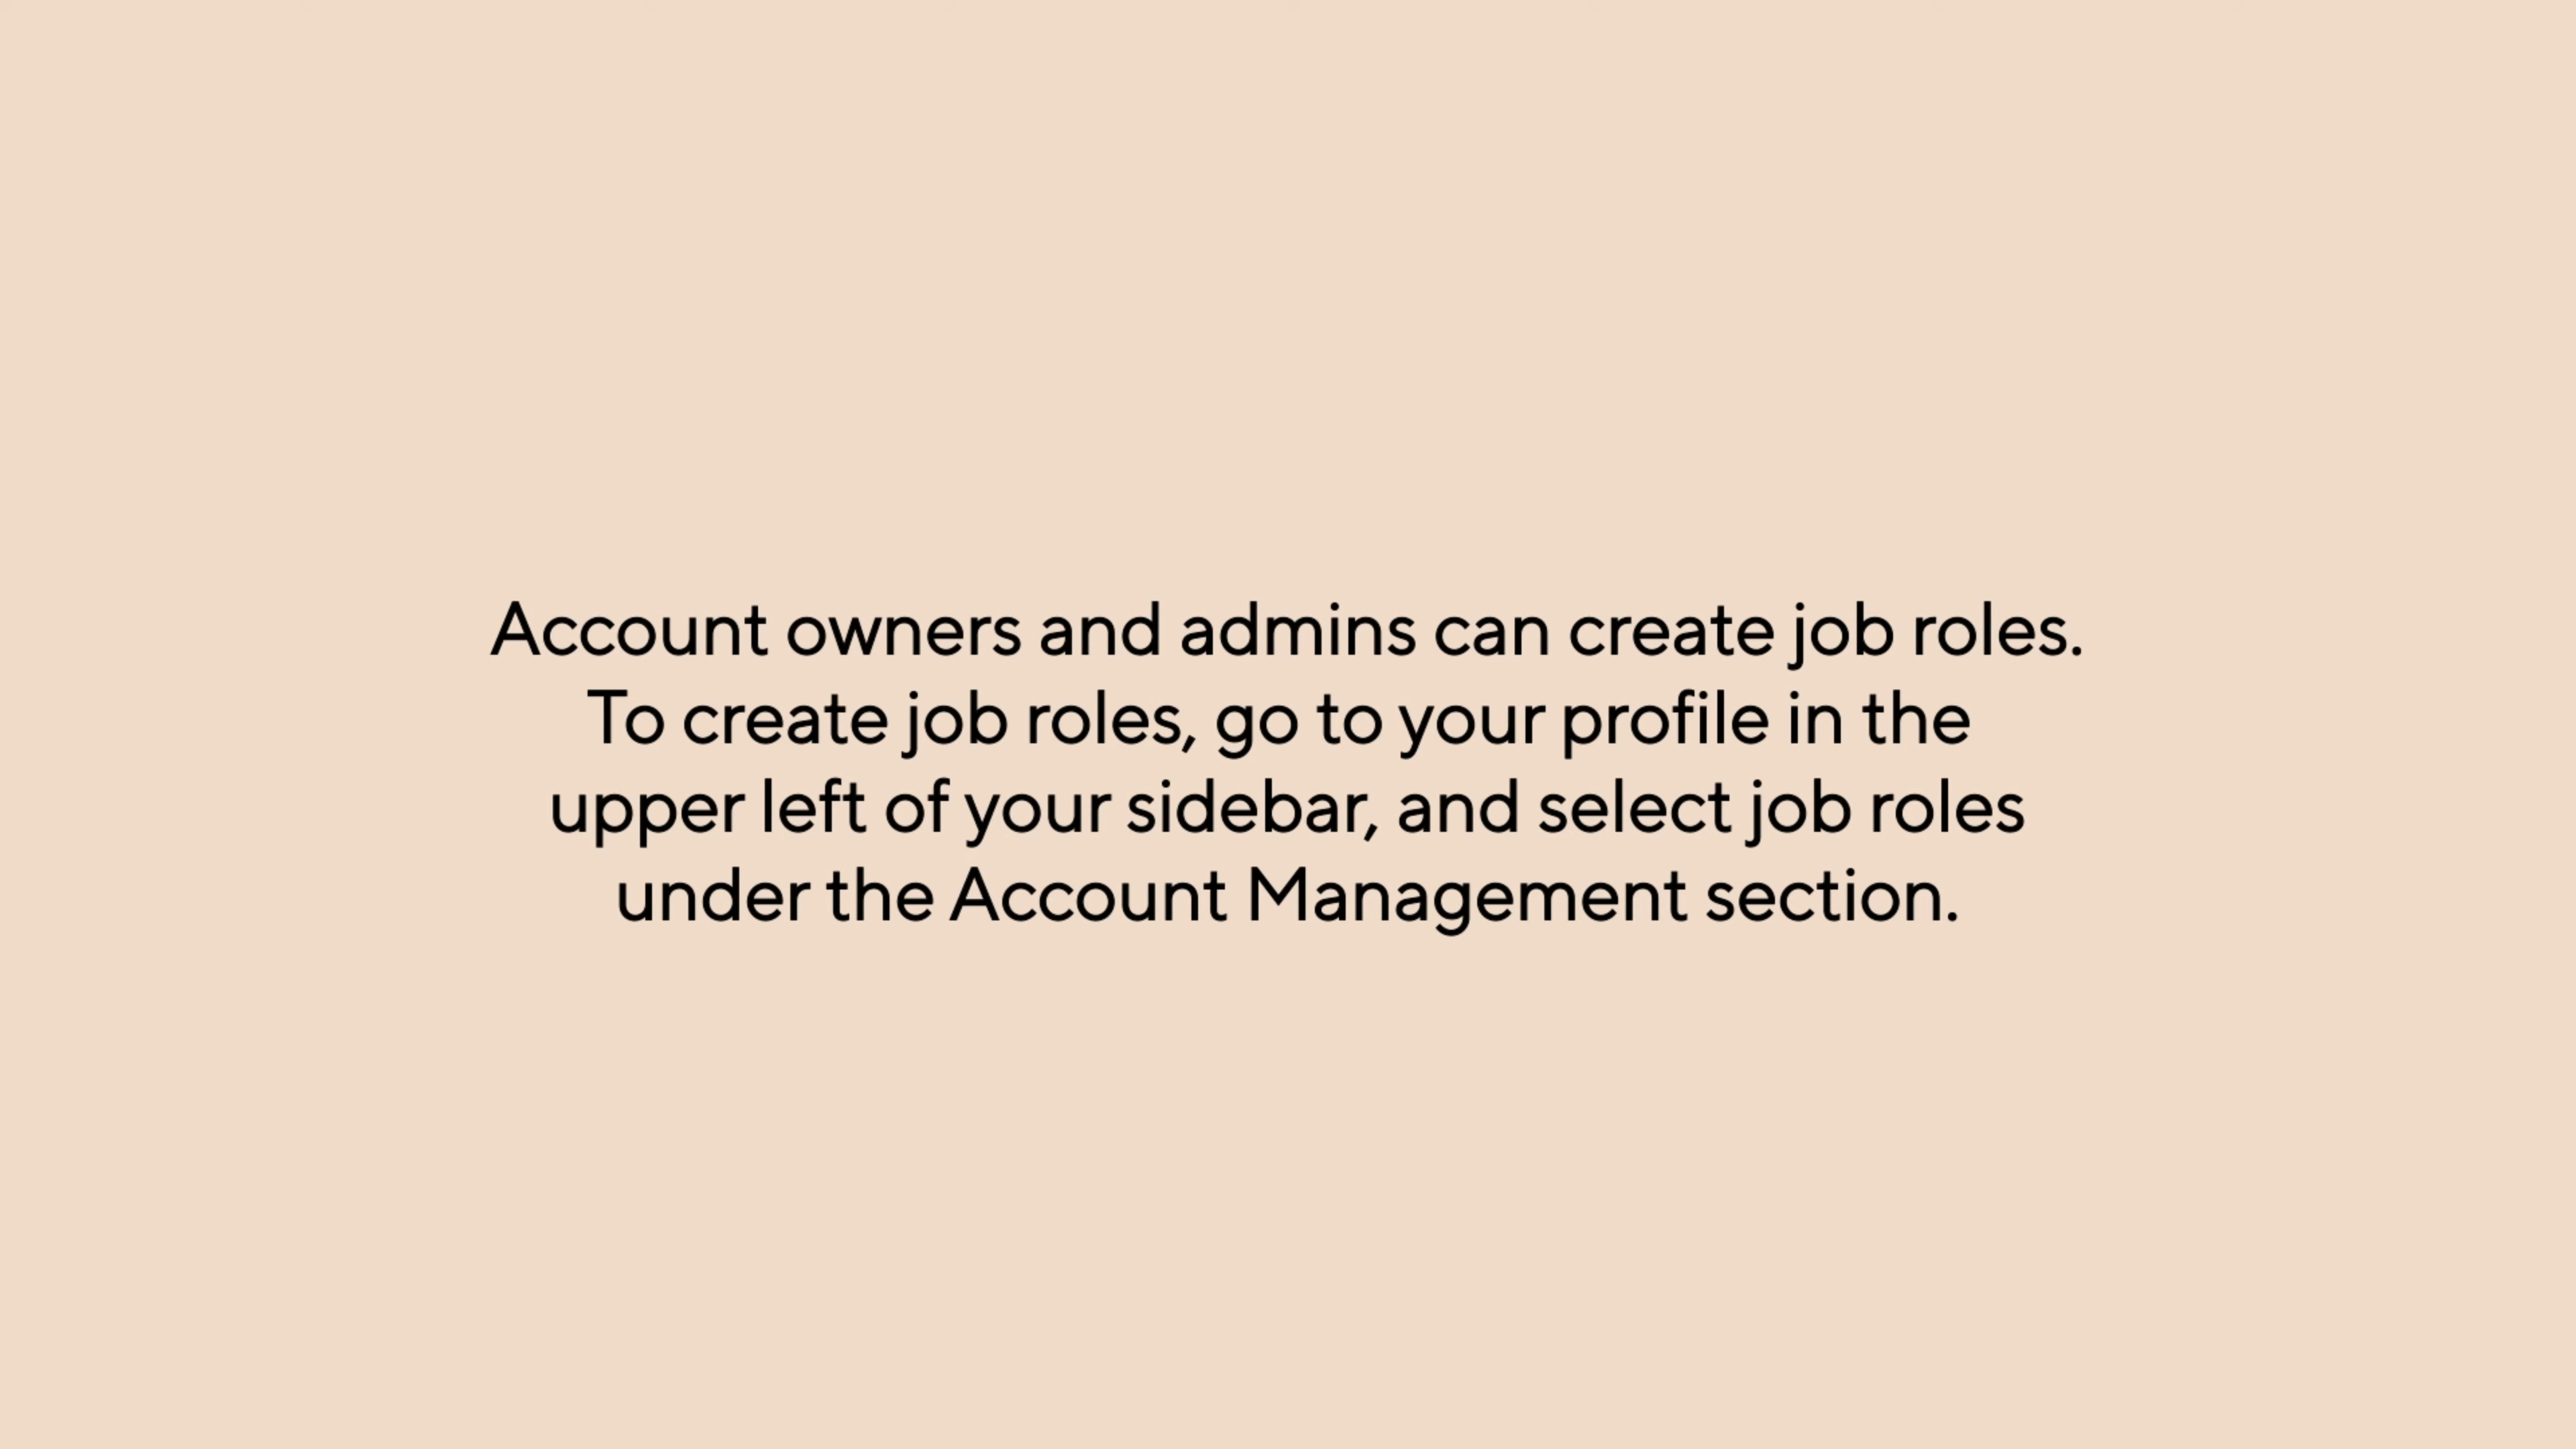 Account owners and admins can create job roles.
To create job roles, go to your profile in the
upper left of your sidebar, and select job roles
under the Account Management section.